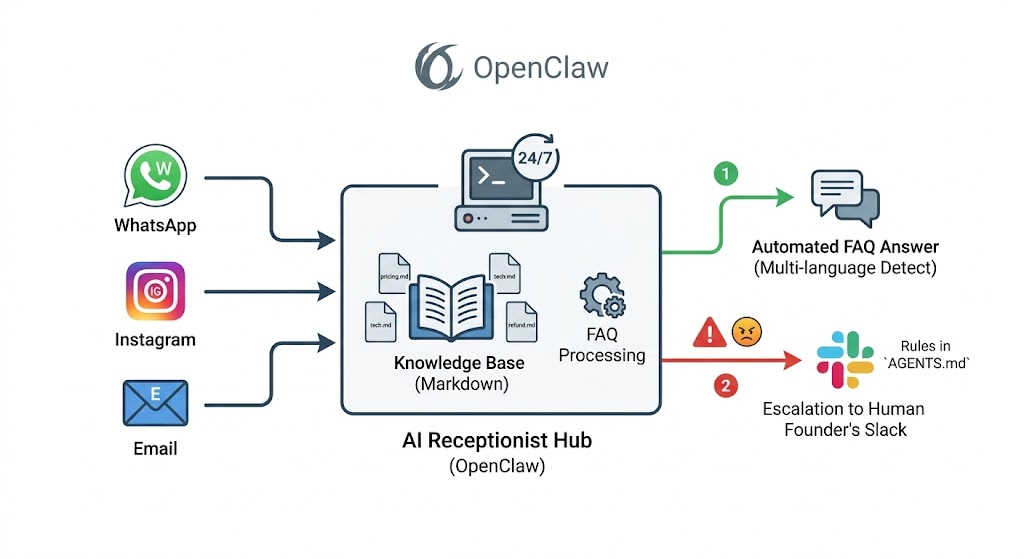 OpenClaw
24/7
W
WhatsApp
IG
Instagram
E
Email
pricing.md
tech.md
tech.md
refund.md
Knowledge Base
(Markdown)
FAQ
Processing
AI Receptionist Hub
(OpenClaw)
1
Automated FAQ Answer
(Multi-language Detect)
2
Rules in
`AGENTS.md`
Escalation to Human
Founder's Slack